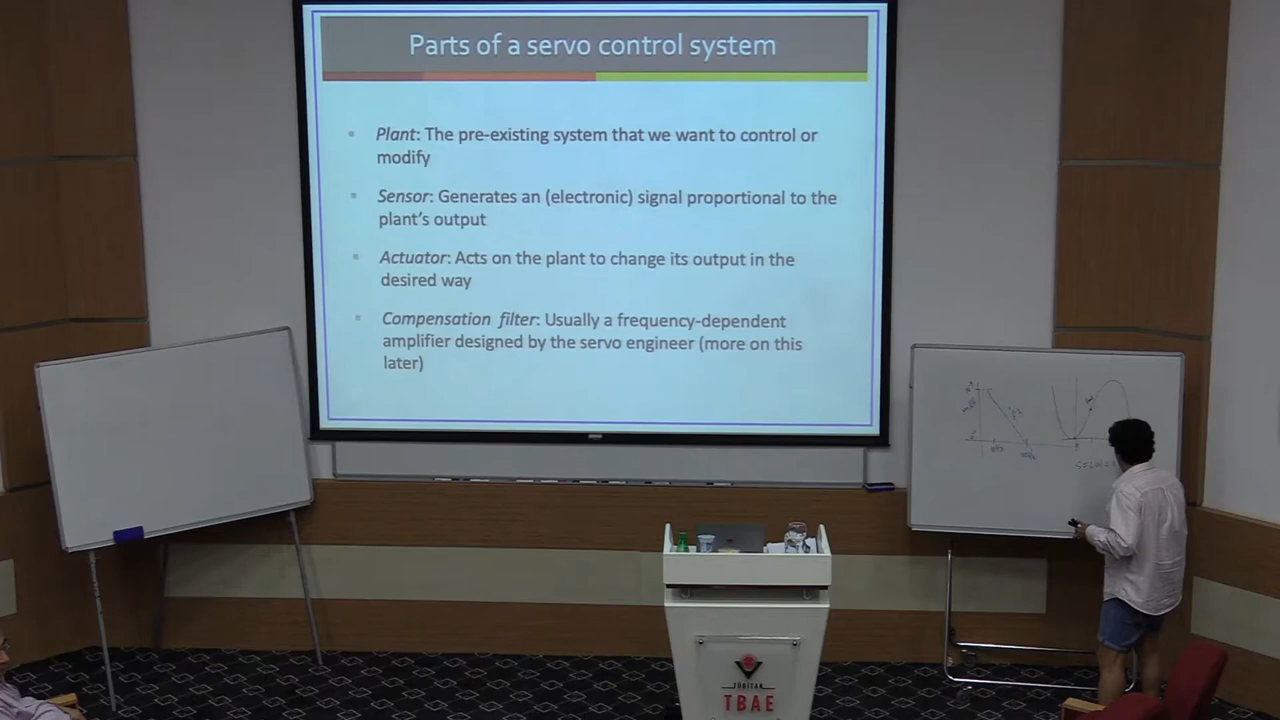 Parts of a servo control system
Plant: The pre-existing system that we want to control or
modify
Sensor: Generates an (electronic) signal proportional to the
plant's output
Actuator: Acts on the plant to change its output in the
desired way
Compensation filter: Usually a frequency-dependent
amplifier designed by the servo engineer (more on this
later)
TÜBİTAK
TBAE